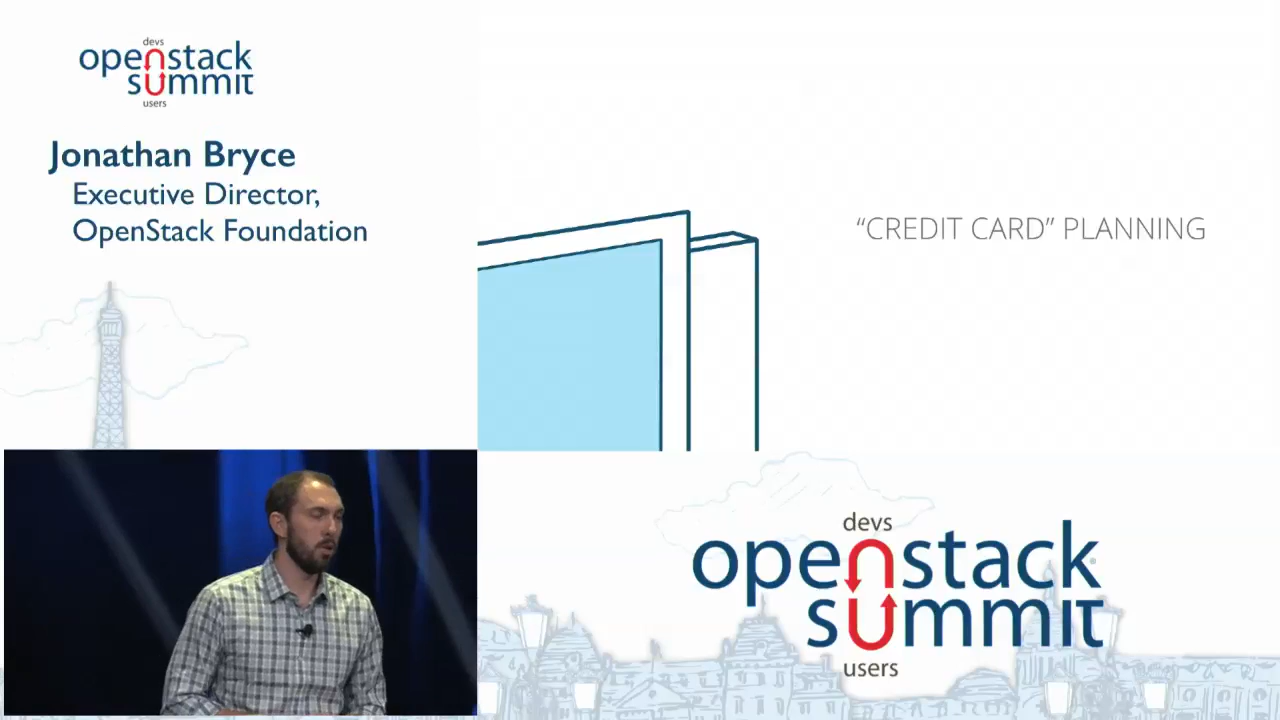 devs
openstack
summit
users
Jonathan Bryce
Executive Director,
OpenStack Foundation
“CREDIT CARD” PLANNING
devs
openstack
summit
users